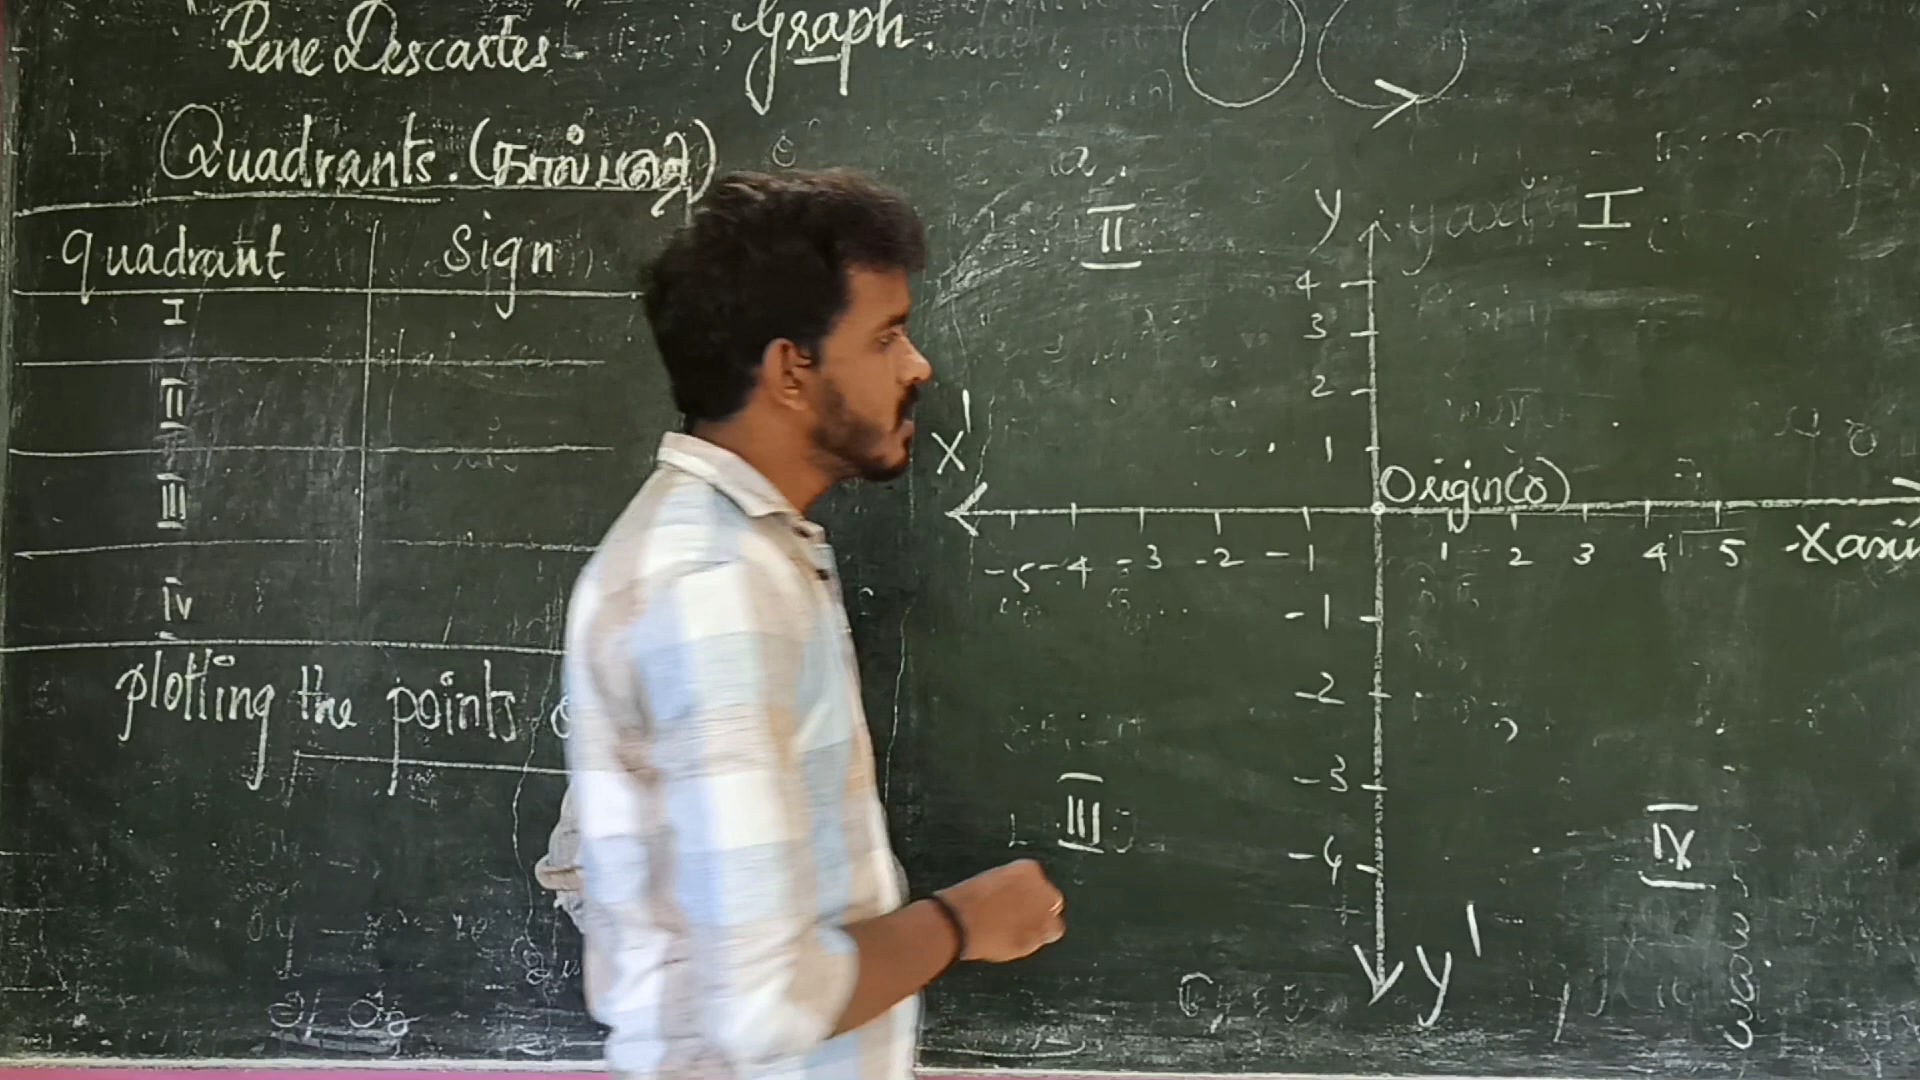 "Rene Descartes"
Graph.
Quadrants. (நால்பகுதி)
quadrant sign
I
II
III
iv
plotting the points
II
I
III
IV
y
y axis
4
3
2
1
Origin(o)
X'
-5 -4 -3 -2 -1 1 2 3 4 5 X axis
-1
-2
-3
-4
y'